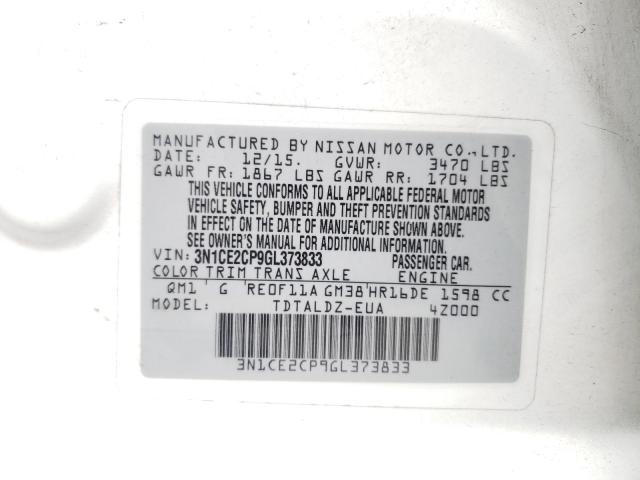 MANUFACTURED BY NISSAN MOTOR CO., LTD.
DATE: 12/15. GVWR: 3470 LBS
GAWR FR: 1867 LBS GAWR RR: 1704 LBS
THIS VEHICLE CONFORMS TO ALL APPLICABLE FEDERAL MOTOR
VEHICLE SAFETY, BUMPER AND THEFT PREVENTION STANDARDS
IN EFFECT ON THE DATE OF MANUFACTURE SHOWN ABOVE.
SEE OWNER'S MANUAL FOR ADDITIONAL INFORMATION.
VIN: 3N1CE2CP9GL373833 PASSENGER CAR.
COLOR TRIM TRANS AXLE ENGINE
QM1 G RE0F11A GM38 HR16DE 1598 CC
MODEL: TDTALDZ-EUA 4Z000
3N1CE2CP9GL373833